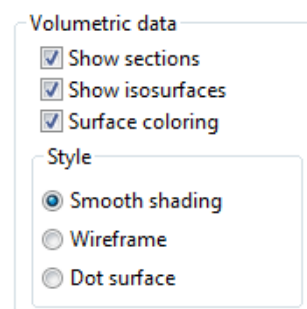 Volumetric data
Show sections
Show isosurfaces
Surface coloring
Style
Smooth shading
Wireframe
Dot surface